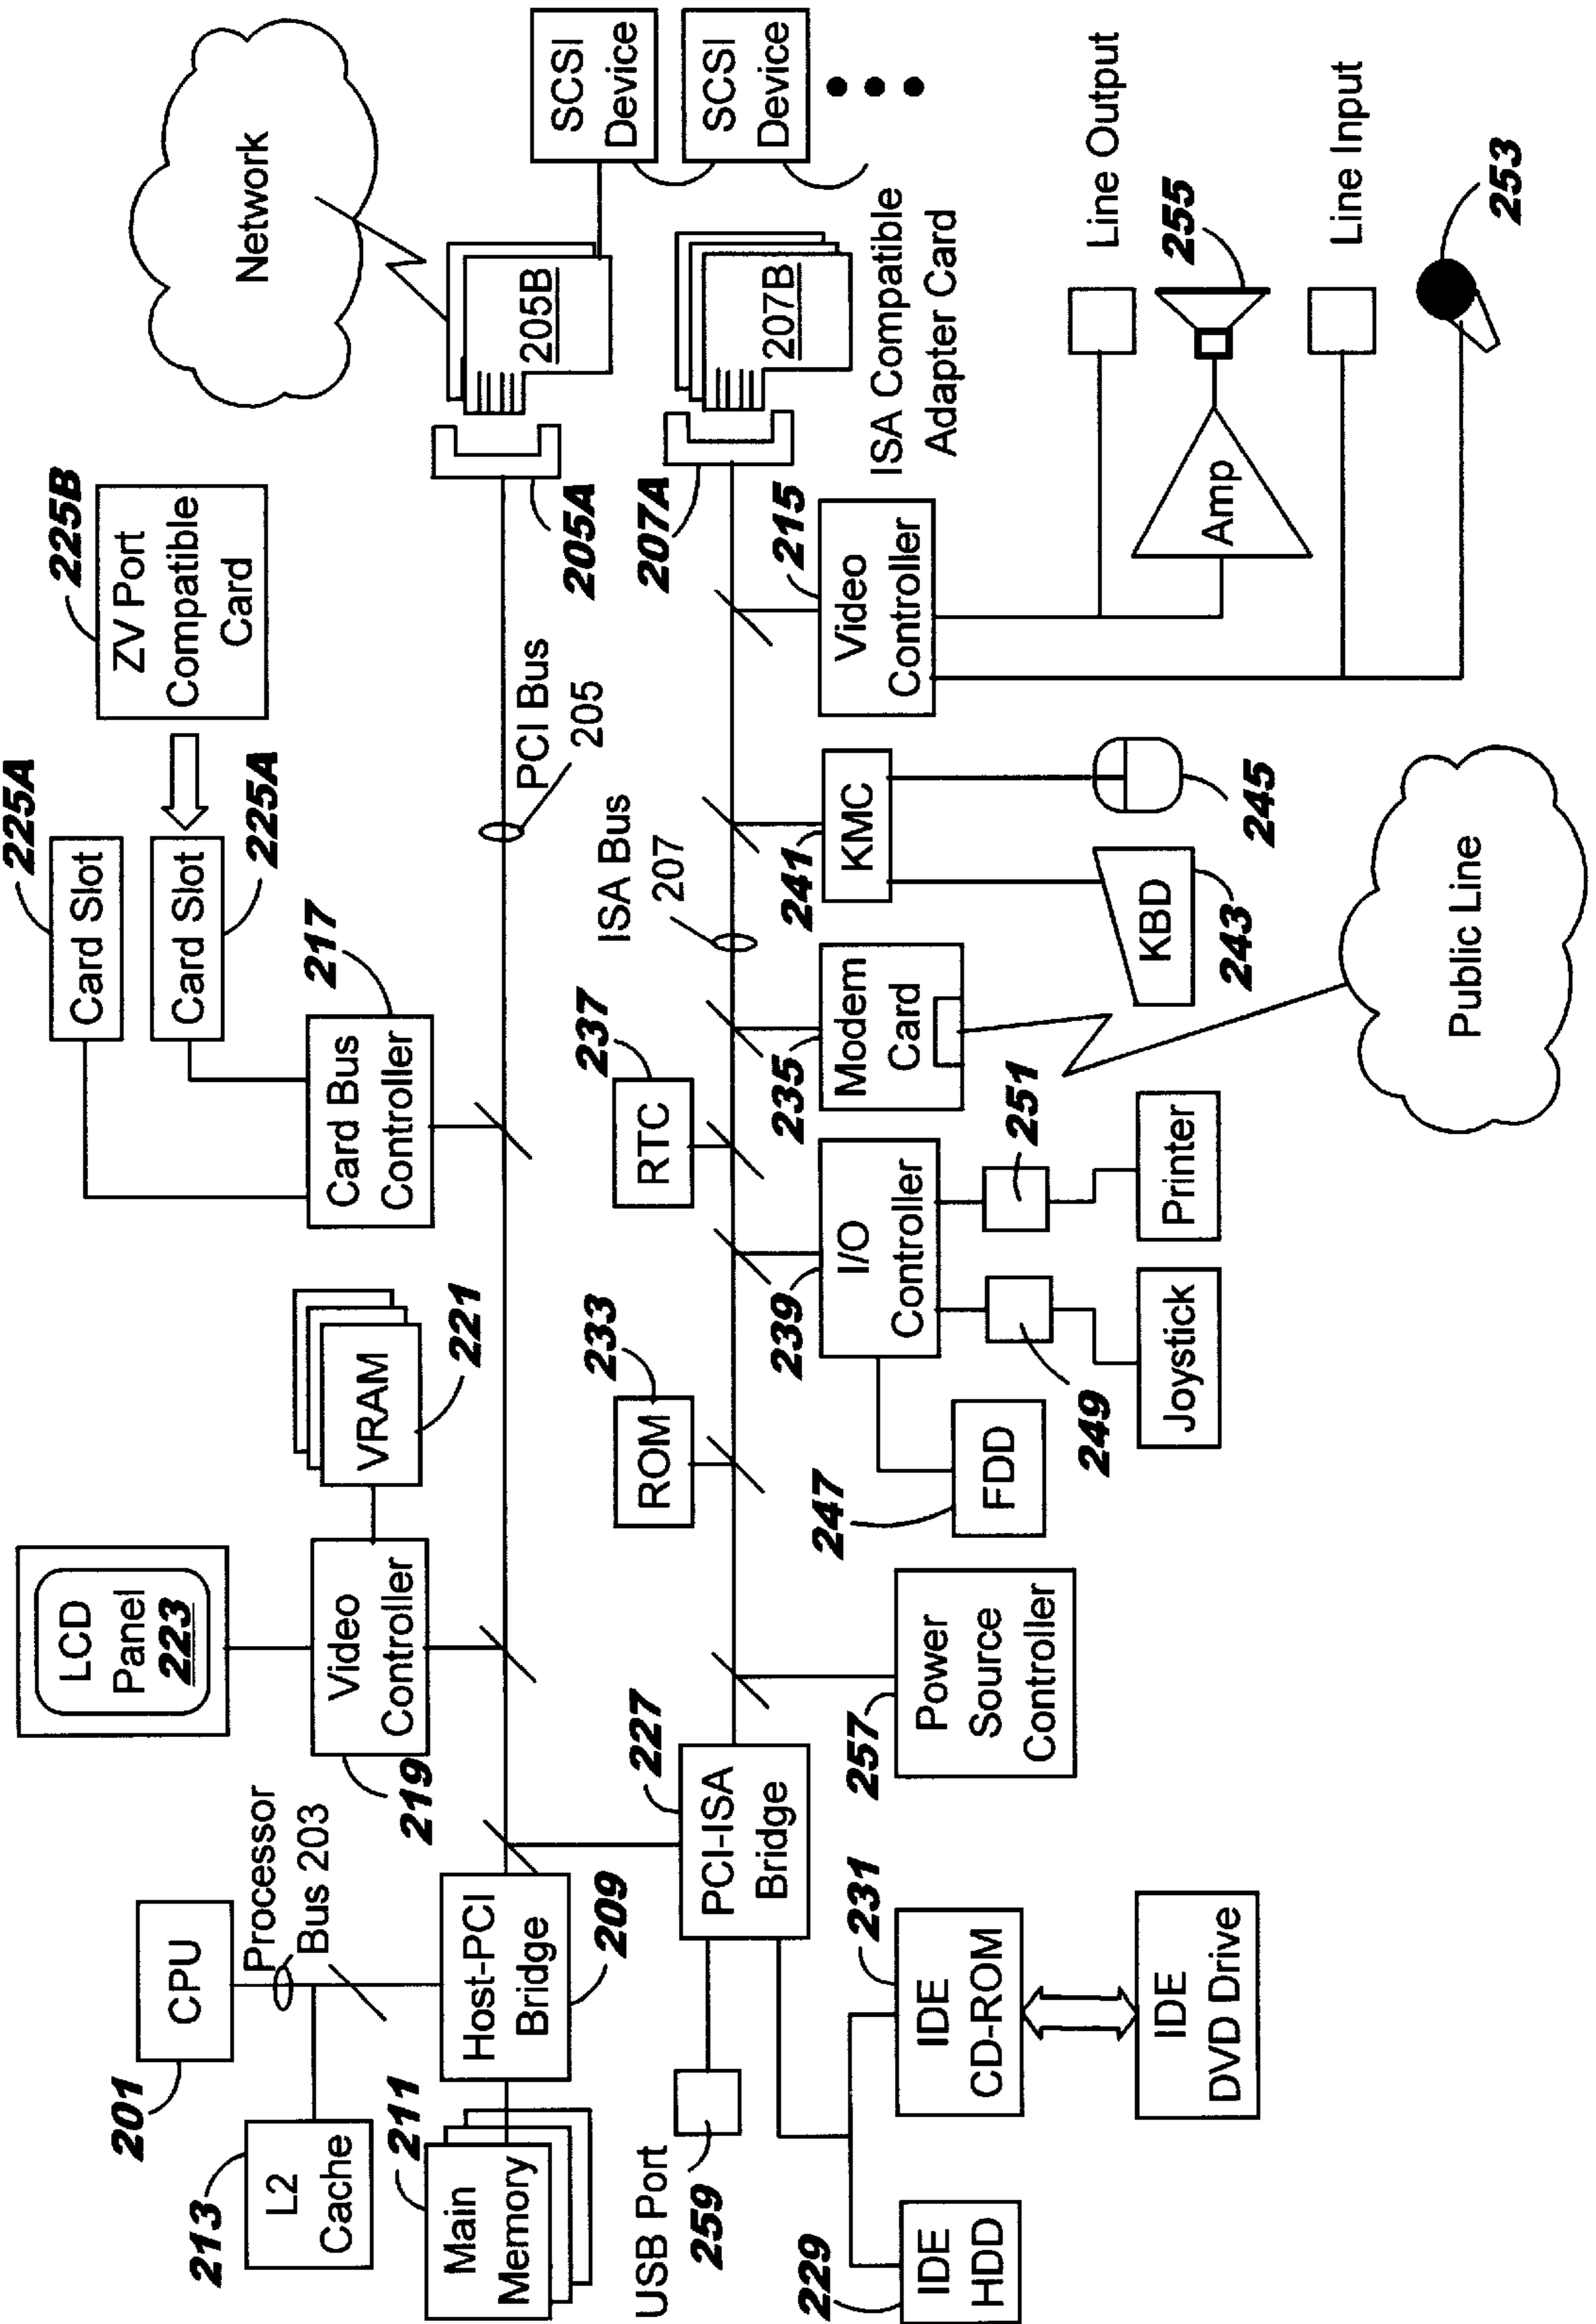 201
CPU
Processor
Bus 203
213
L2
Cache
211
Main
Memory
Host-PCI
Bridge
209
LCD
Panel
223
Video
Controller
219
VRAM
221
Card Bus
Controller
217
Card Slot
225A
Card Slot
225A
ZV Port
Compatible
Card
225B
PCI Bus
205
205A
205B
Network
SCSI
Device
SCSI
Device
USB Port
259
PCI-ISA
Bridge
227
229
IDE
HDD
231
IDE
CD-ROM
IDE
DVD Drive
257
Power
Source
Controller
ROM
233
RTC
237
ISA Bus
207
207A
207B
ISA Compatible
Adapter Card
247
FDD
239
I/O
Controller
249
Joystick
251
Printer
235
Modem
Card
Public Line
241
KMC
KBD
243
245
215
Video
Controller
Amp
Line Output
255
Line Input
253